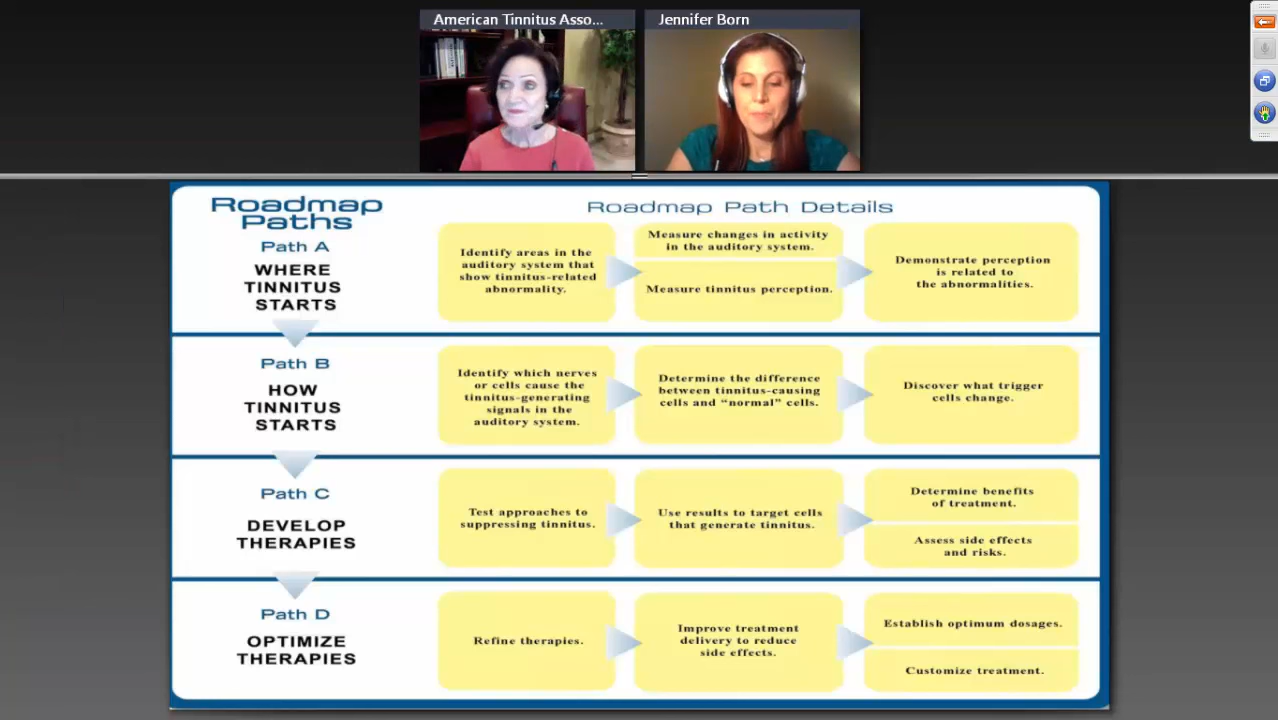 American Tinnitus Asso...
Jennifer Born
Roadmap
Paths
Roadmap Path Details
Path A
WHERE
TINNITUS
STARTS
Identify areas in the
auditory system that
show tinnitus-related
abnormality.
Measure changes in activity
in the auditory system.
Measure tinnitus perception.
Demonstrate perception
is related to
the abnormalities.
Path B
HOW
TINNITUS
STARTS
Identify which nerves
or cells cause the
tinnitus-generating
signals in the
auditory system.
Determine the difference
between tinnitus-causing
cells and “normal” cells.
Discover what trigger
cells change.
Path C
DEVELOP
THERAPIES
Test approaches to
suppressing tinnitus.
Use results to target cells
that generate tinnitus.
Determine benefits
of treatment.
Assess side effects
and risks.
Path D
OPTIMIZE
THERAPIES
Refine therapies.
Improve treatment
delivery to reduce
side effects.
Establish optimum dosages.
Customize treatment.